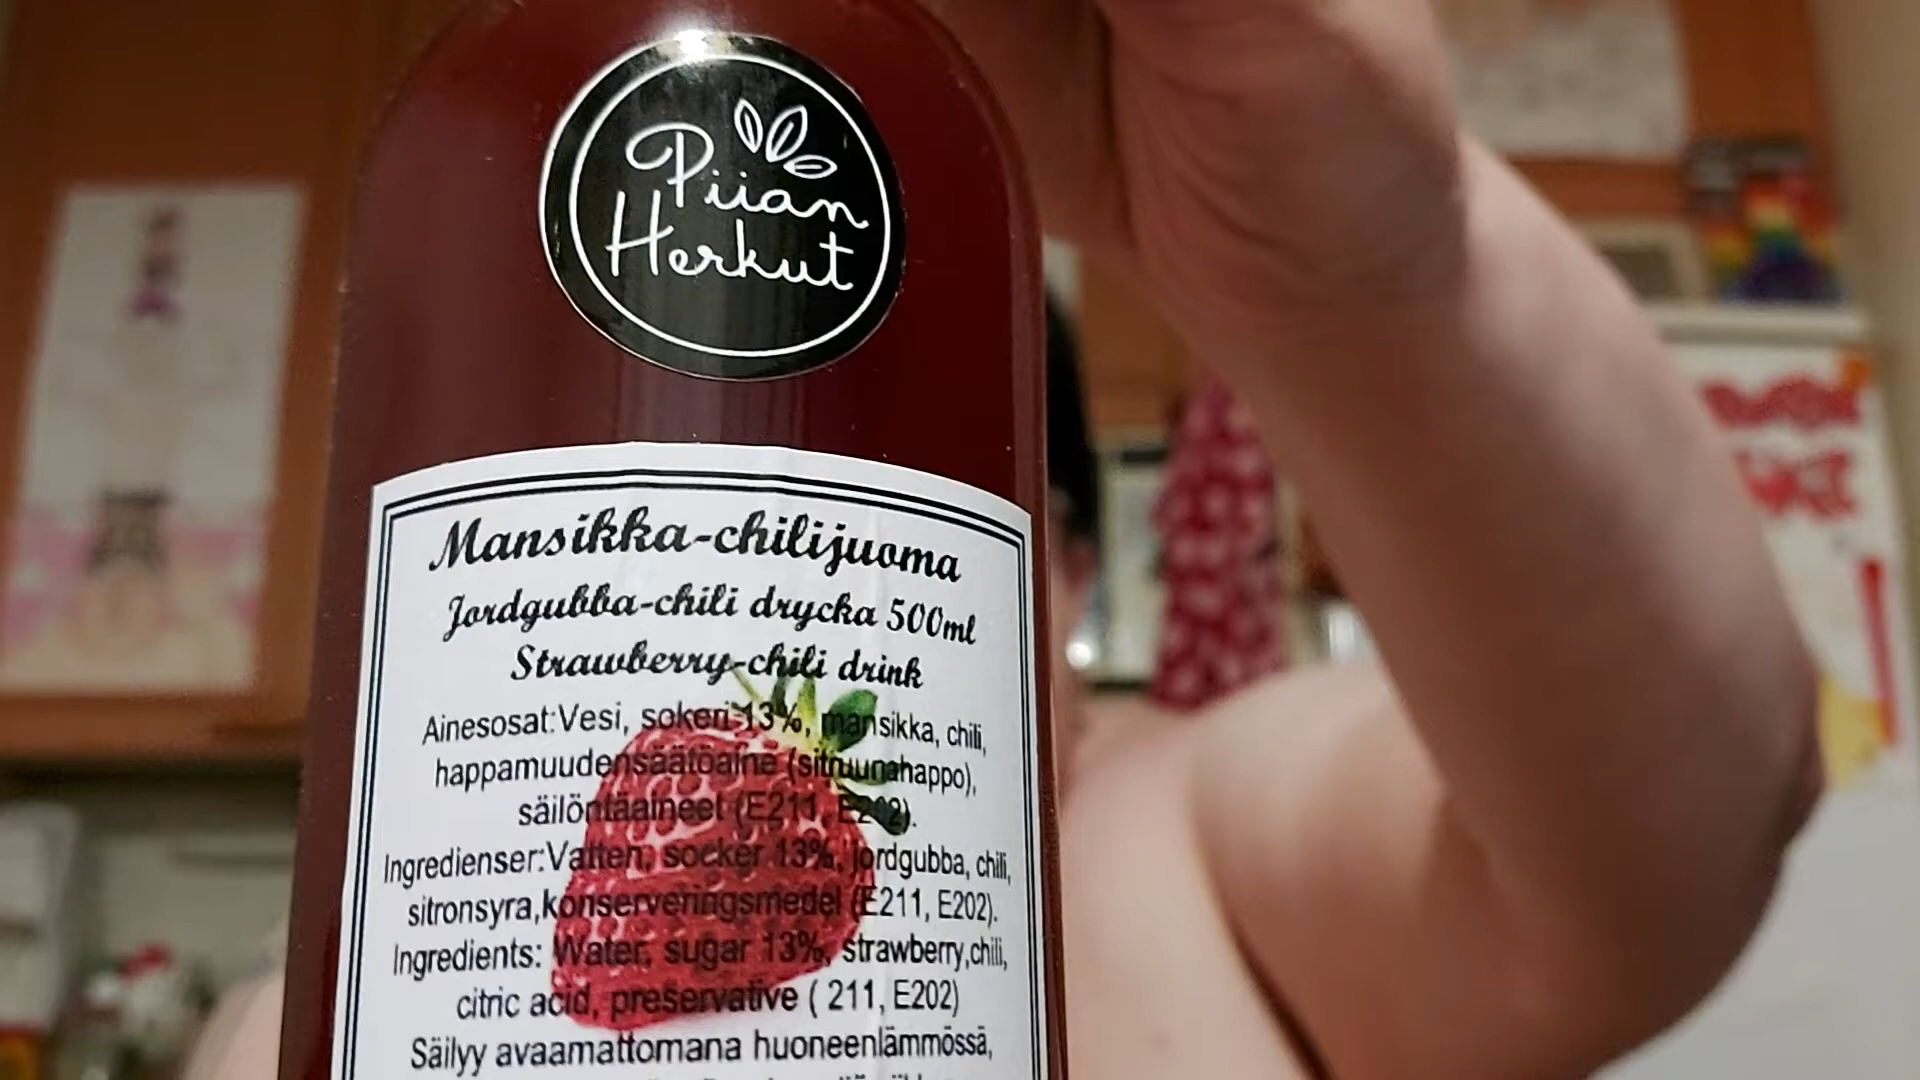 Piian
Herkut
Mansikka-chilijuoma
Jordgubba-chili drycka 500ml
Strawberry-chili drink
Ainesosat:Vesi, sokeri 13%, mansikka, chili,
happamuudensäätöaine (sitruunahappo),
säilöntäaineet (E211, E202).
Ingredienser:Vatten, socker 13%, jordgubba, chili,
sitronsyra,konserveringsmedel (E211, E202).
Ingredients: Water, sugar 13%, strawberry,chili,
citric acid, preservative ( 211, E202)
Säilyy avaamattomana huoneenlämmössä,